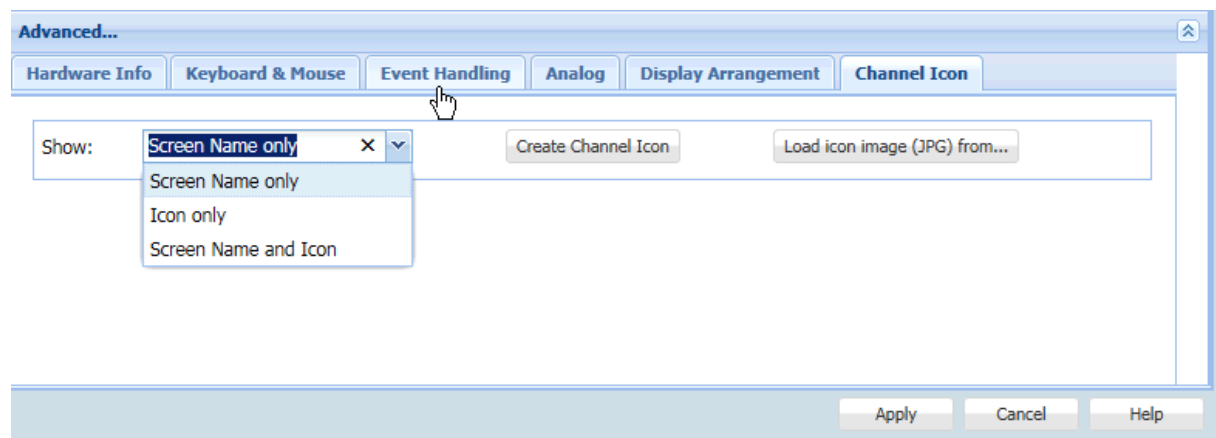 Advanced...
Hardware Info Keyboard & Mouse Event Handling Analog Display Arrangement Channel Icon
Show: Screen Name only Create Channel Icon Load icon image (JPG) from...
Screen Name only
Icon only
Screen Name and Icon
Apply Cancel Help